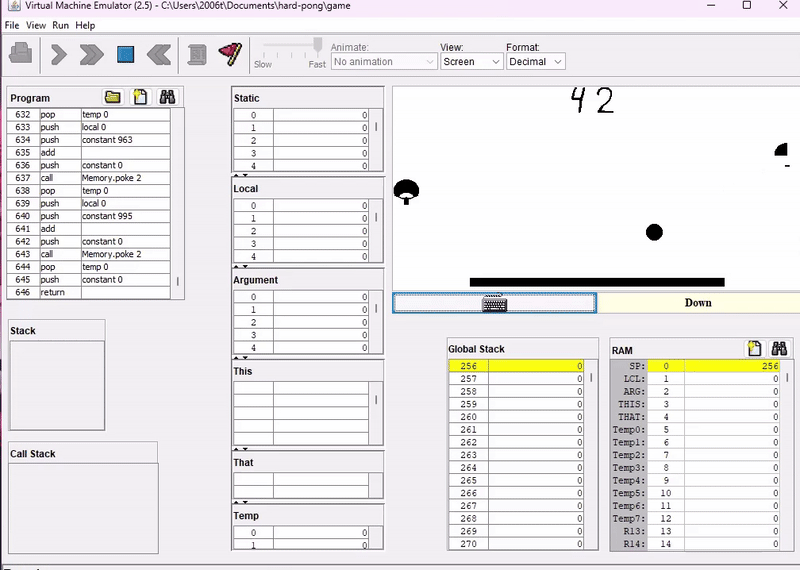 Virtual Machine Emulator (2.5) - C:\Users\2006t\Documents\hard-pong\game
File View Run Help
Slow Fast
Animate:
No animation
View:
Screen
Format:
Decimal
Program
632 pop temp 0
633 push local 0
634 push constant 963
635 add
636 push constant 0
637 call Memory.poke 2
638 pop temp 0
639 push local 0
640 push constant 995
641 add
642 push constant 0
643 call Memory.poke 2
644 pop temp 0
645 push constant 0
646 return
Stack
Call Stack
Static
0 0
1 0
2 0
3 0
4 0
Local
0 0
1 0
2 0
3 0
4 0
Argument
0 0
1 0
2 0
3 0
4 0
This
That
Temp
0 0
1 0
42
Down
Global Stack
256 0
257 0
258 0
259 0
260 0
261 0
262 0
263 0
264 0
265 0
266 0
267 0
268 0
269 0
270 0
RAM
SP: 0 256
LCL: 1 0
ARG: 2 0
THIS: 3 0
THAT: 4 0
Temp0: 5 0
Temp1: 6 0
Temp2: 7 0
Temp3: 8 0
Temp4: 9 0
Temp5: 10 0
Temp6: 11 0
Temp7: 12 0
R13: 13 0
R14: 14 0